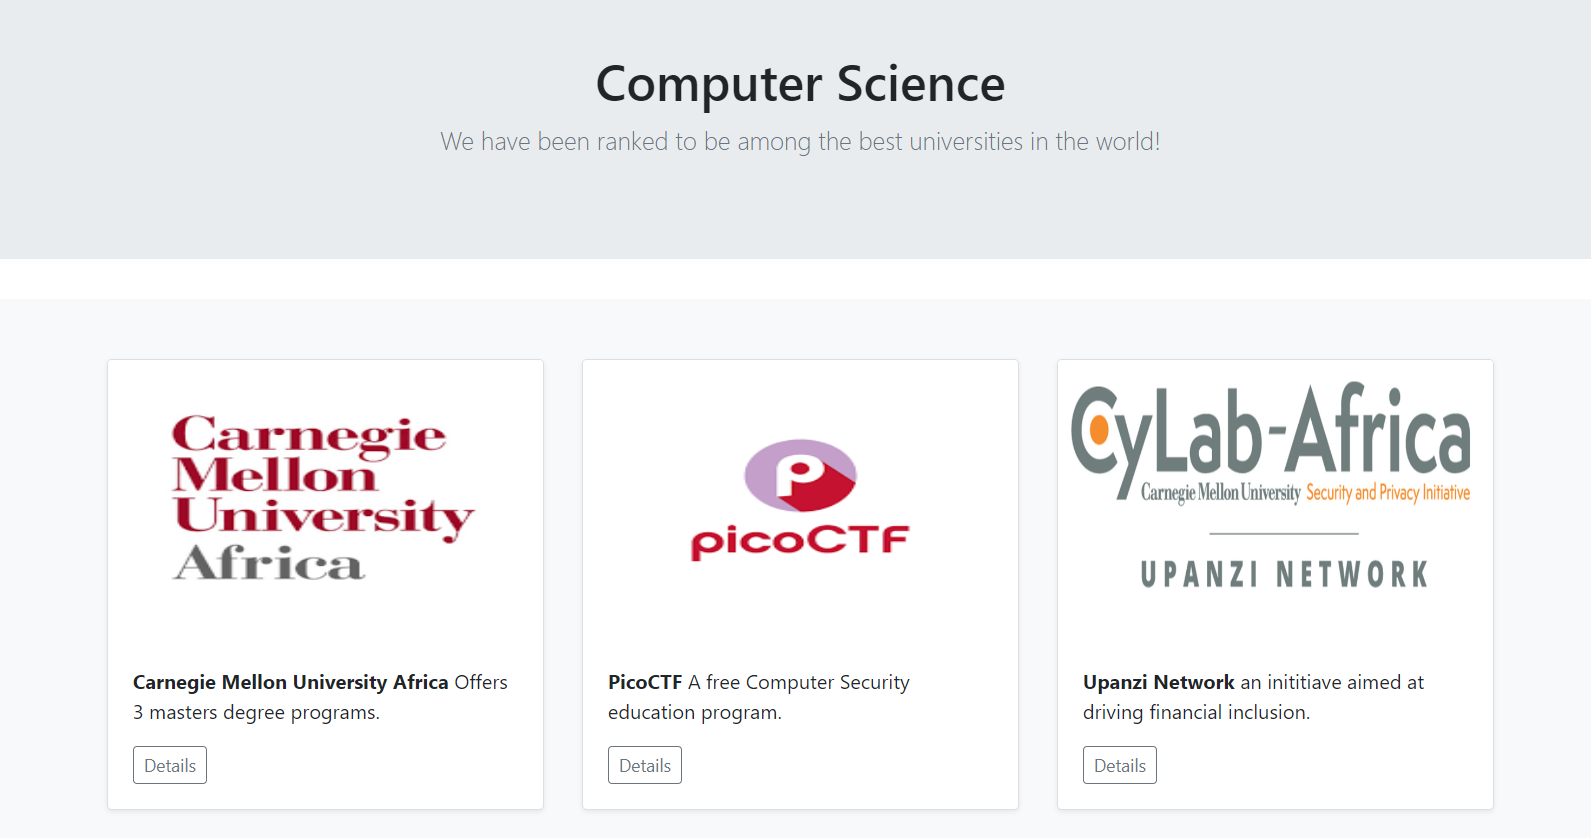 Computer Science
We have been ranked to be among the best universities in the world!
Carnegie
Mellon
University
Africa
Carnegie Mellon University Africa Offers
3 masters degree programs.
Details
P
picoCTF
PicoCTF A free Computer Security
education program.
Details
CyLab-Africa
Carnegie Mellon University Security and Privacy Initiative
UPANZI NETWORK
Upanzi Network an inititiave aimed at
driving financial inclusion.
Details